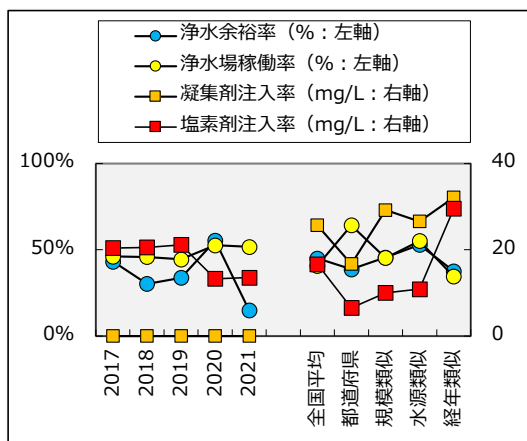 浄水余裕率（%：左軸）
浄水場稼働率（%：左軸）
凝集剤注入率（mg/L：右軸）
塩素剤注入率（mg/L：右軸）
100%
50%
0%
40
20
0
2017
2018
2019
2020
2021
全国平均
都道府県
規模類似
水源類似
経年類似